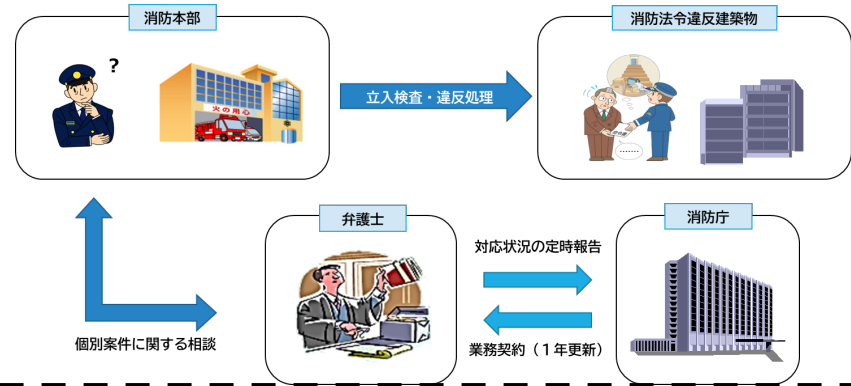 消防本部
消防法令違反建築物
?
火の用心
立入検査・違反処理
.......
弁護士
消防庁
対応状況の定時報告
個別案件に関する相談
業務契約（１年更新）